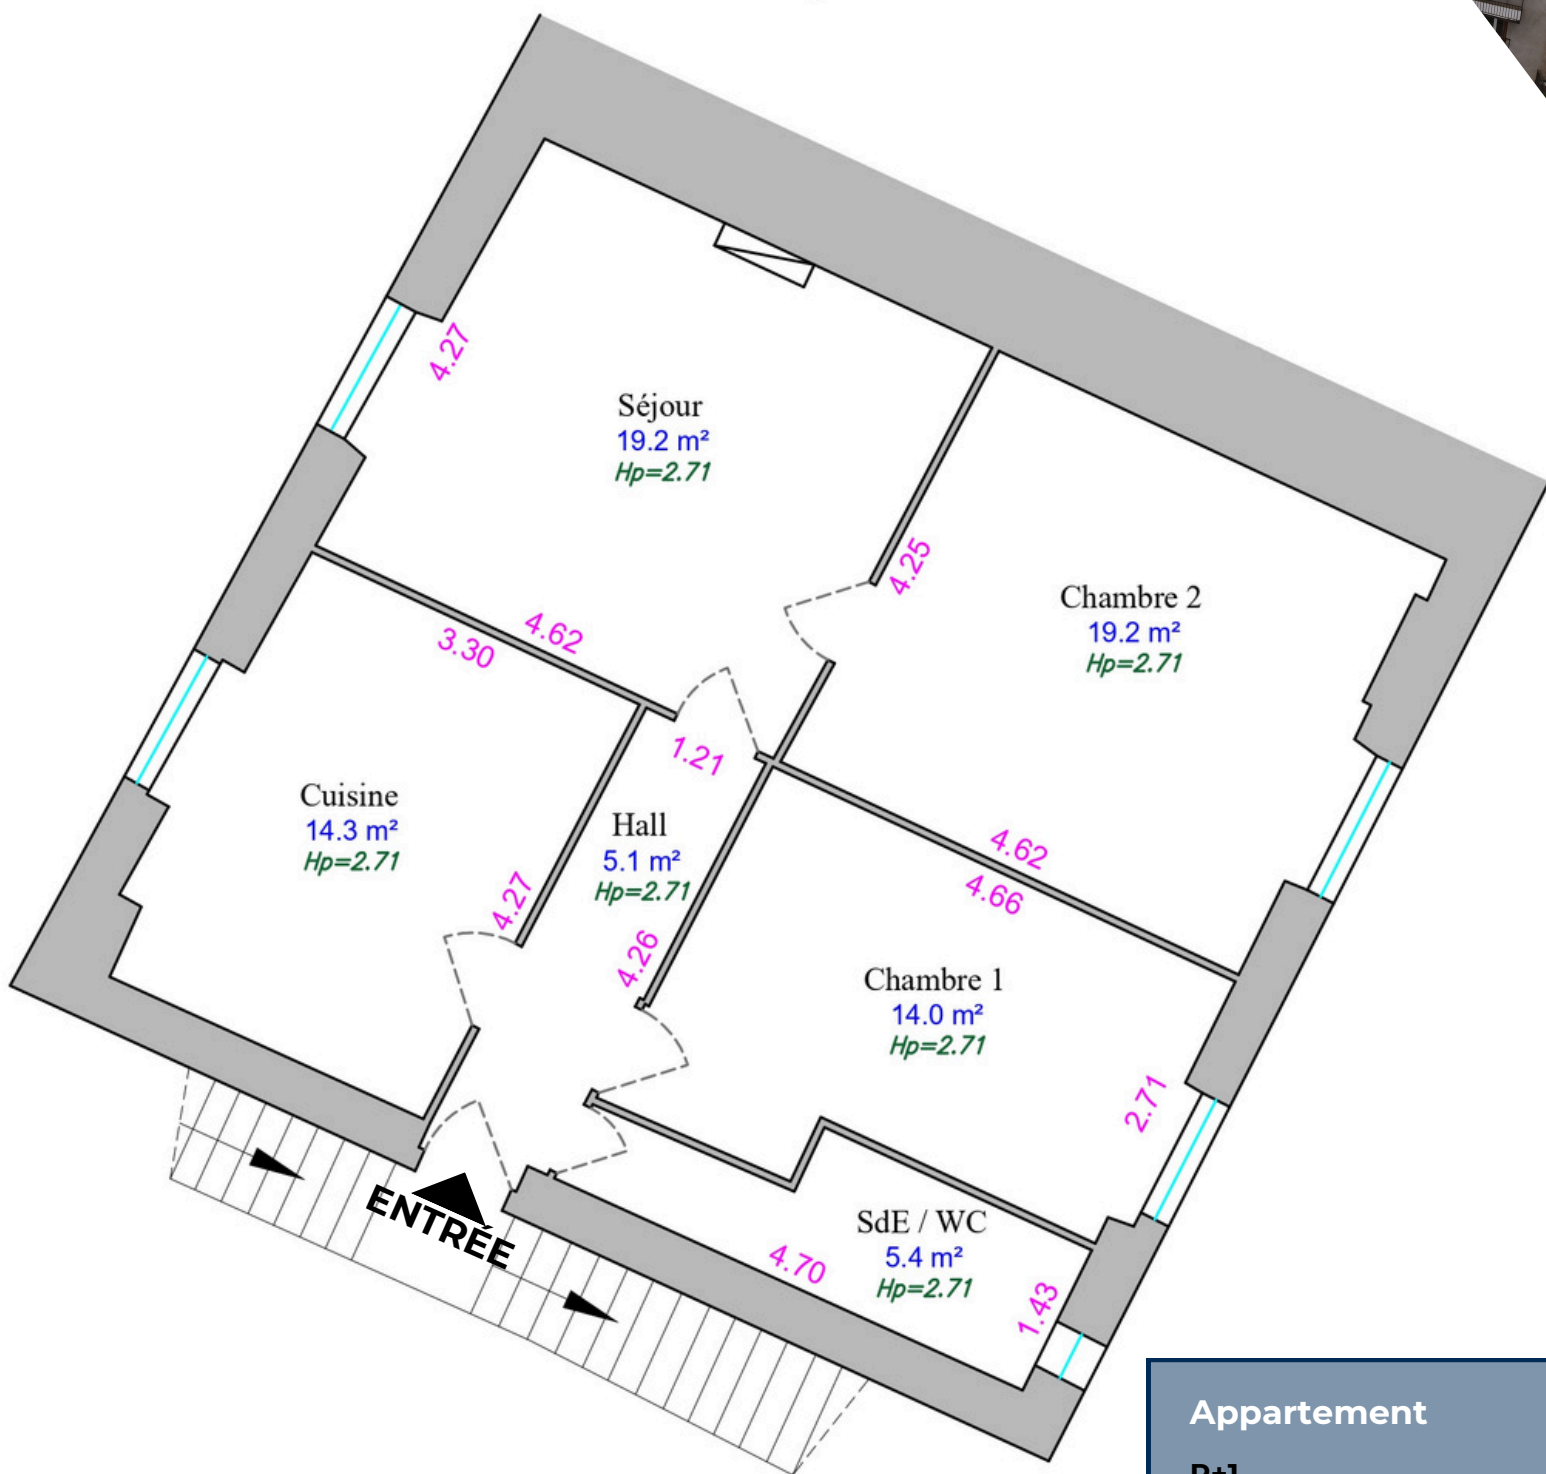 4.27
Séjour
19.2 m²
Hp=2.71
4.25
Chambre 2
19.2 m²
Hp=2.71
4.62
3.30
1.21
Cuisine
14.3 m²
Hp=2.71
Hall
5.1 m²
Hp=2.71
4.27
4.26
4.62
4.66
Chambre 1
14.0 m²
Hp=2.71
2.71
ENTRÉE
SdE / WC
5.4 m²
Hp=2.71
4.70
1.43
Appartement
R+1